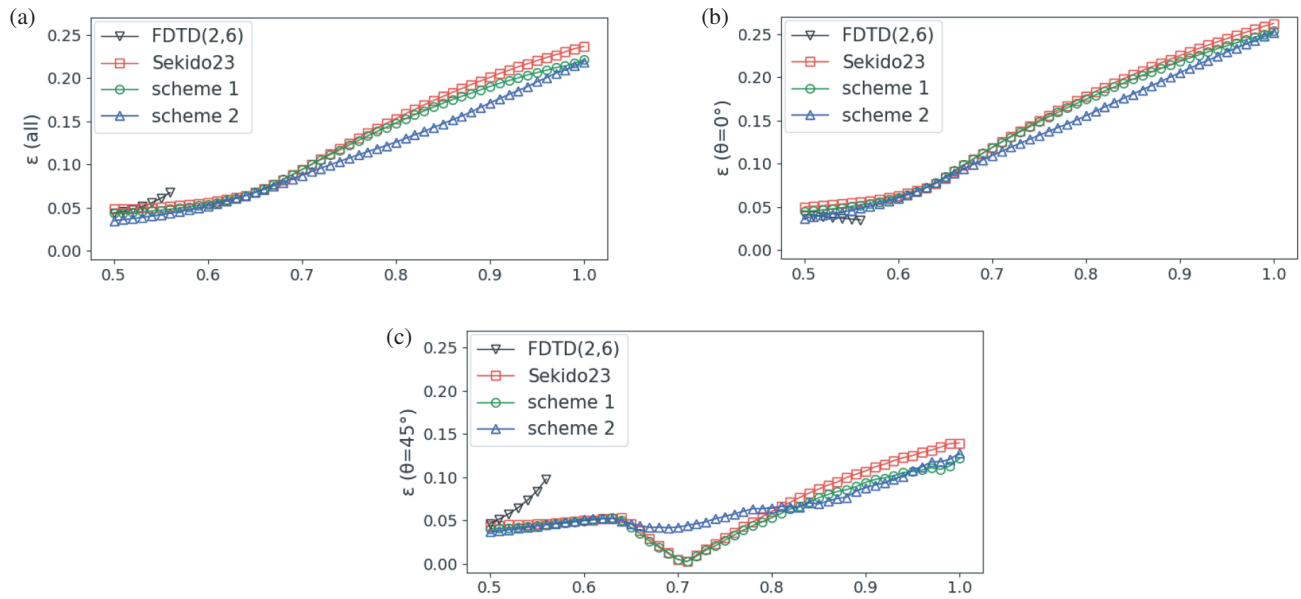 (a)
0.25
0.20
0.15
0.10
0.05
0.00
ε (all)
FDTD(2,6)
Sekido23
scheme 1
scheme 2
0.5 0.6 0.7 0.8 0.9 1.0
(b)
0.25
0.20
0.15
0.10
0.05
0.00
ε (θ=0°)
FDTD(2,6)
Sekido23
scheme 1
scheme 2
0.5 0.6 0.7 0.8 0.9 1.0
(c)
0.25
0.20
0.15
0.10
0.05
0.00
ε (θ=45°)
FDTD(2,6)
Sekido23
scheme 1
scheme 2
0.5 0.6 0.7 0.8 0.9 1.0